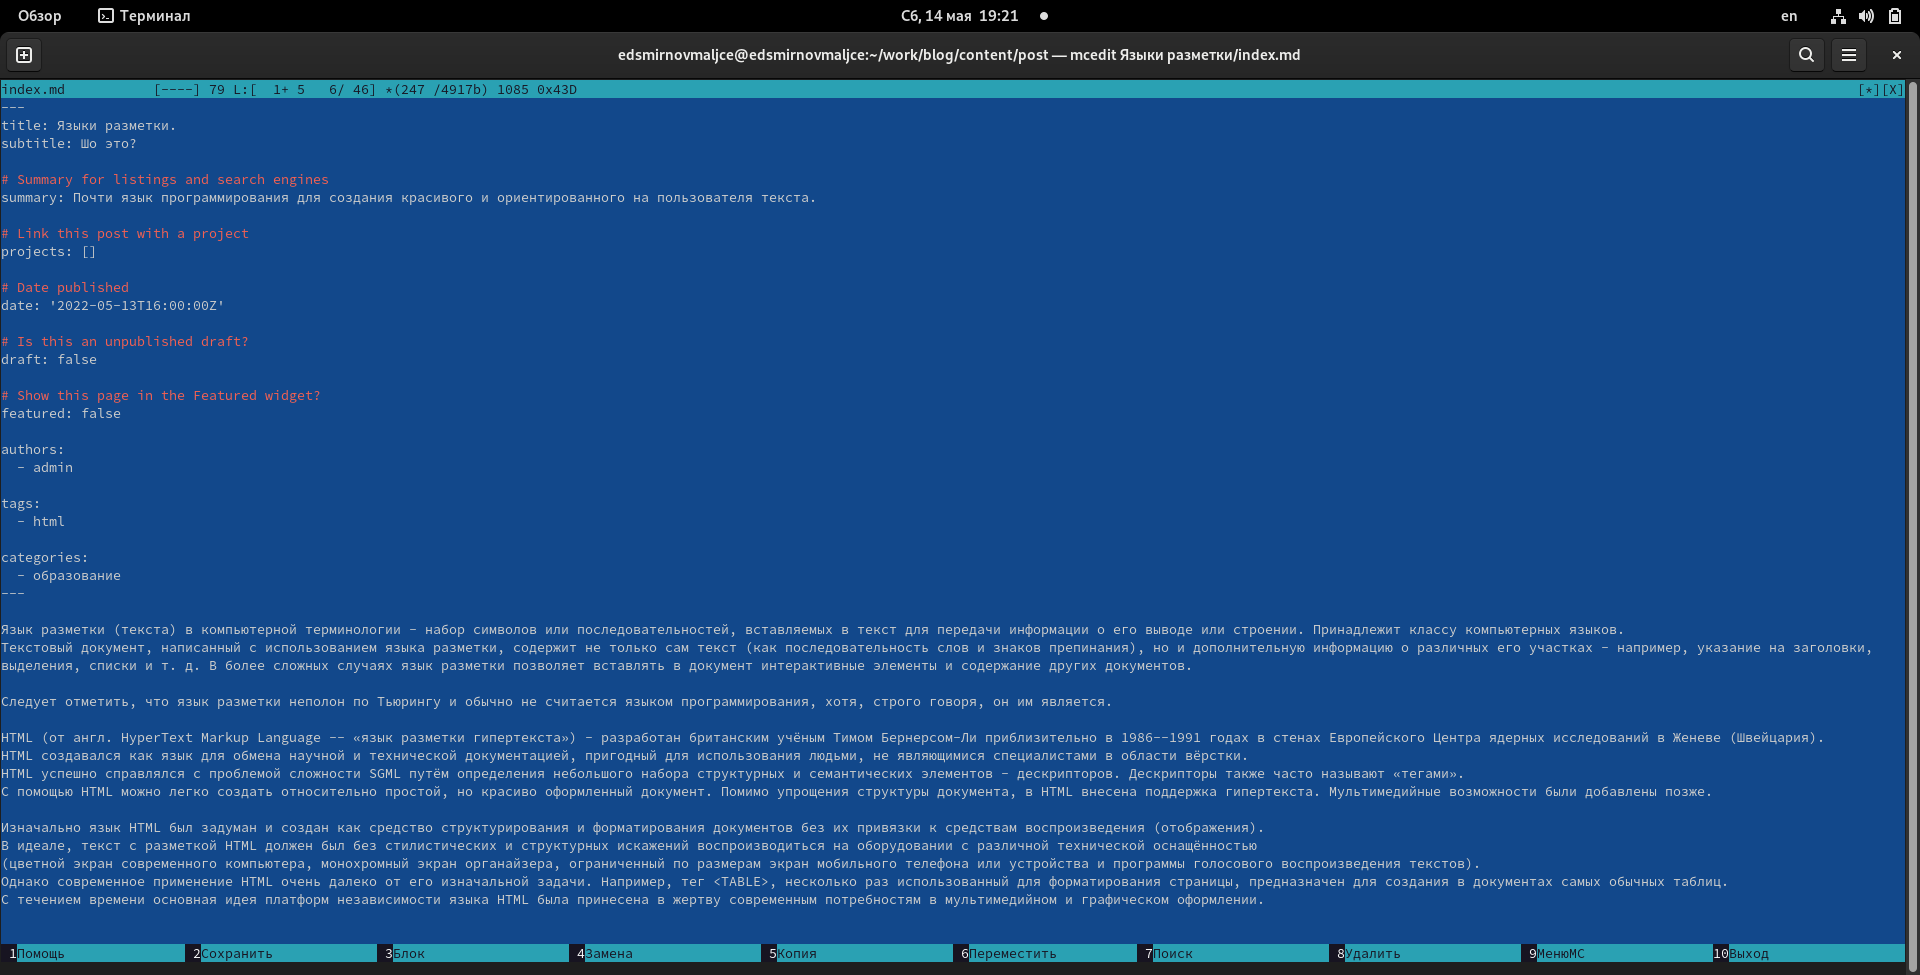 Обзор Терминал Сб, 14 мая 19:21 en
edsmirnovmaljce@edsmirnovmaljce:~/work/blog/content/post — mcedit Языки разметки/index.md
index.md [----] 79 L:[ 1+ 5 6/ 46] *(247 /4917b) 1085 0x43D [*][X]
---
title: Языки разметки.
subtitle: Шо это?
# Summary for listings and search engines
summary: Почти язык программирования для создания красивого и ориентированного на пользователя текста.
# Link this post with a project
projects: []
# Date published
date: '2022-05-13T16:00:00Z'
# Is this an unpublished draft?
draft: false
# Show this page in the Featured widget?
featured: false
authors:
- admin
tags:
- html
categories:
- образование
---
Язык разметки (текста) в компьютерной терминологии - набор символов или последовательностей, вставляемых в текст для передачи информации о его выводе или строении. Принадлежит классу компьютерных языков.
Текстовый документ, написанный с использованием языка разметки, содержит не только сам текст (как последовательность слов и знаков препинания), но и дополнительную информацию о различных его участках - например, указание на заголовки,
выделения, списки и т. д. В более сложных случаях язык разметки позволяет вставлять в документ интерактивные элементы и содержание других документов.
Следует отметить, что язык разметки неполон по Тьюрингу и обычно не считается языком программирования, хотя, строго говоря, он им является.
HTML (от англ. HyperText Markup Language -- «язык разметки гипертекста») - разработан британским учёным Тимом Бернерсом-Ли приблизительно в 1986--1991 годах в стенах Европейского Центра ядерных исследований в Женеве (Швейцария).
HTML создавался как язык для обмена научной и технической документацией, пригодный для использования людьми, не являющимися специалистами в области вёрстки.
HTML успешно справлялся с проблемой сложности SGML путём определения небольшого набора структурных и семантических элементов - дескрипторов. Дескрипторы также часто называют «тегами».
С помощью HTML можно легко создать относительно простой, но красиво оформленный документ. Помимо упрощения структуры документа, в HTML внесена поддержка гипертекста. Мультимедийные возможности были добавлены позже.
Изначально язык HTML был задуман и создан как средство структурирования и форматирования документов без их привязки к средствам воспроизведения (отображения).
В идеале, текст с разметкой HTML должен был без стилистических и структурных искажений воспроизводиться на оборудовании с различной технической оснащённостью
(цветной экран современного компьютера, монохромный экран органайзера, ограниченный по размерам экран мобильного телефона или устройства и программы голосового воспроизведения текстов).
Однако современное применение HTML очень далеко от его изначальной задачи. Например, тег <TABLE>, несколько раз использованный для форматирования страницы, предназначен для создания в документах самых обычных таблиц.
С течением времени основная идея платформ независимости языка HTML была принесена в жертву современным потребностям в мультимедийном и графическом оформлении.
1Помощь 2Сохранить 3Блок 4Замена 5Копия 6Переместить 7Поиск 8Удалить 9МенюMC 10Выход